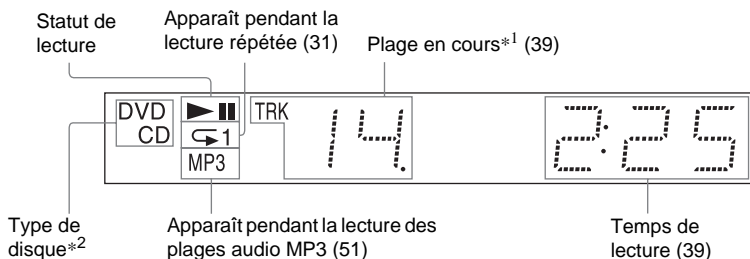 Statut de
lecture
Apparaît pendant la
lecture répétée (31)
Plage en cours*1 (39)
DVD
CD
1
MP3
TRK
14.
2:25
Type de
disque*2
Apparaît pendant la lecture des
plages audio MP3 (51)
Temps de
lecture (39)